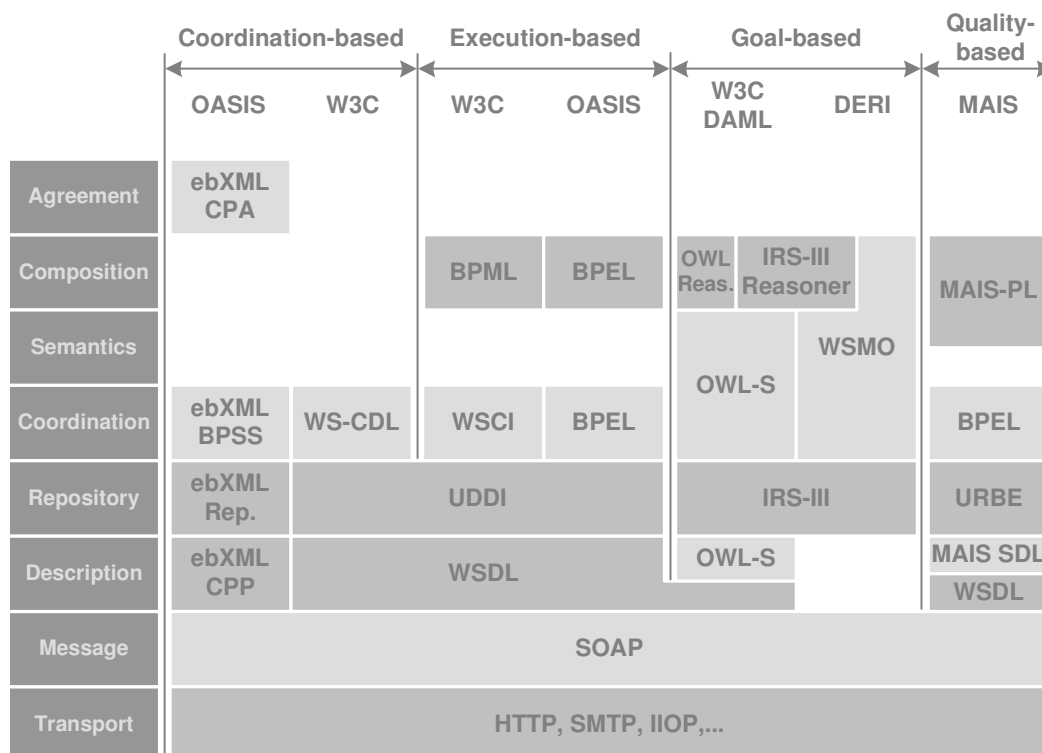 Coordination-based Execution-based Goal-based Quality-
based
OASIS W3C W3C OASIS W3C
DAML DERI MAIS
Agreement ebXML
CPA
Composition BPML BPEL OWL
Reas. IRS-III
Reasoner MAIS-PL
Semantics OWL-S WSMO
Coordination ebXML
BPSS WS-CDL WSCI BPEL BPEL
Repository ebXML
Rep. UDDI IRS-III URBE
Description ebXML
CPP WSDL OWL-S MAIS SDL
WSDL
Message SOAP
Transport HTTP, SMTP, IIOP,...